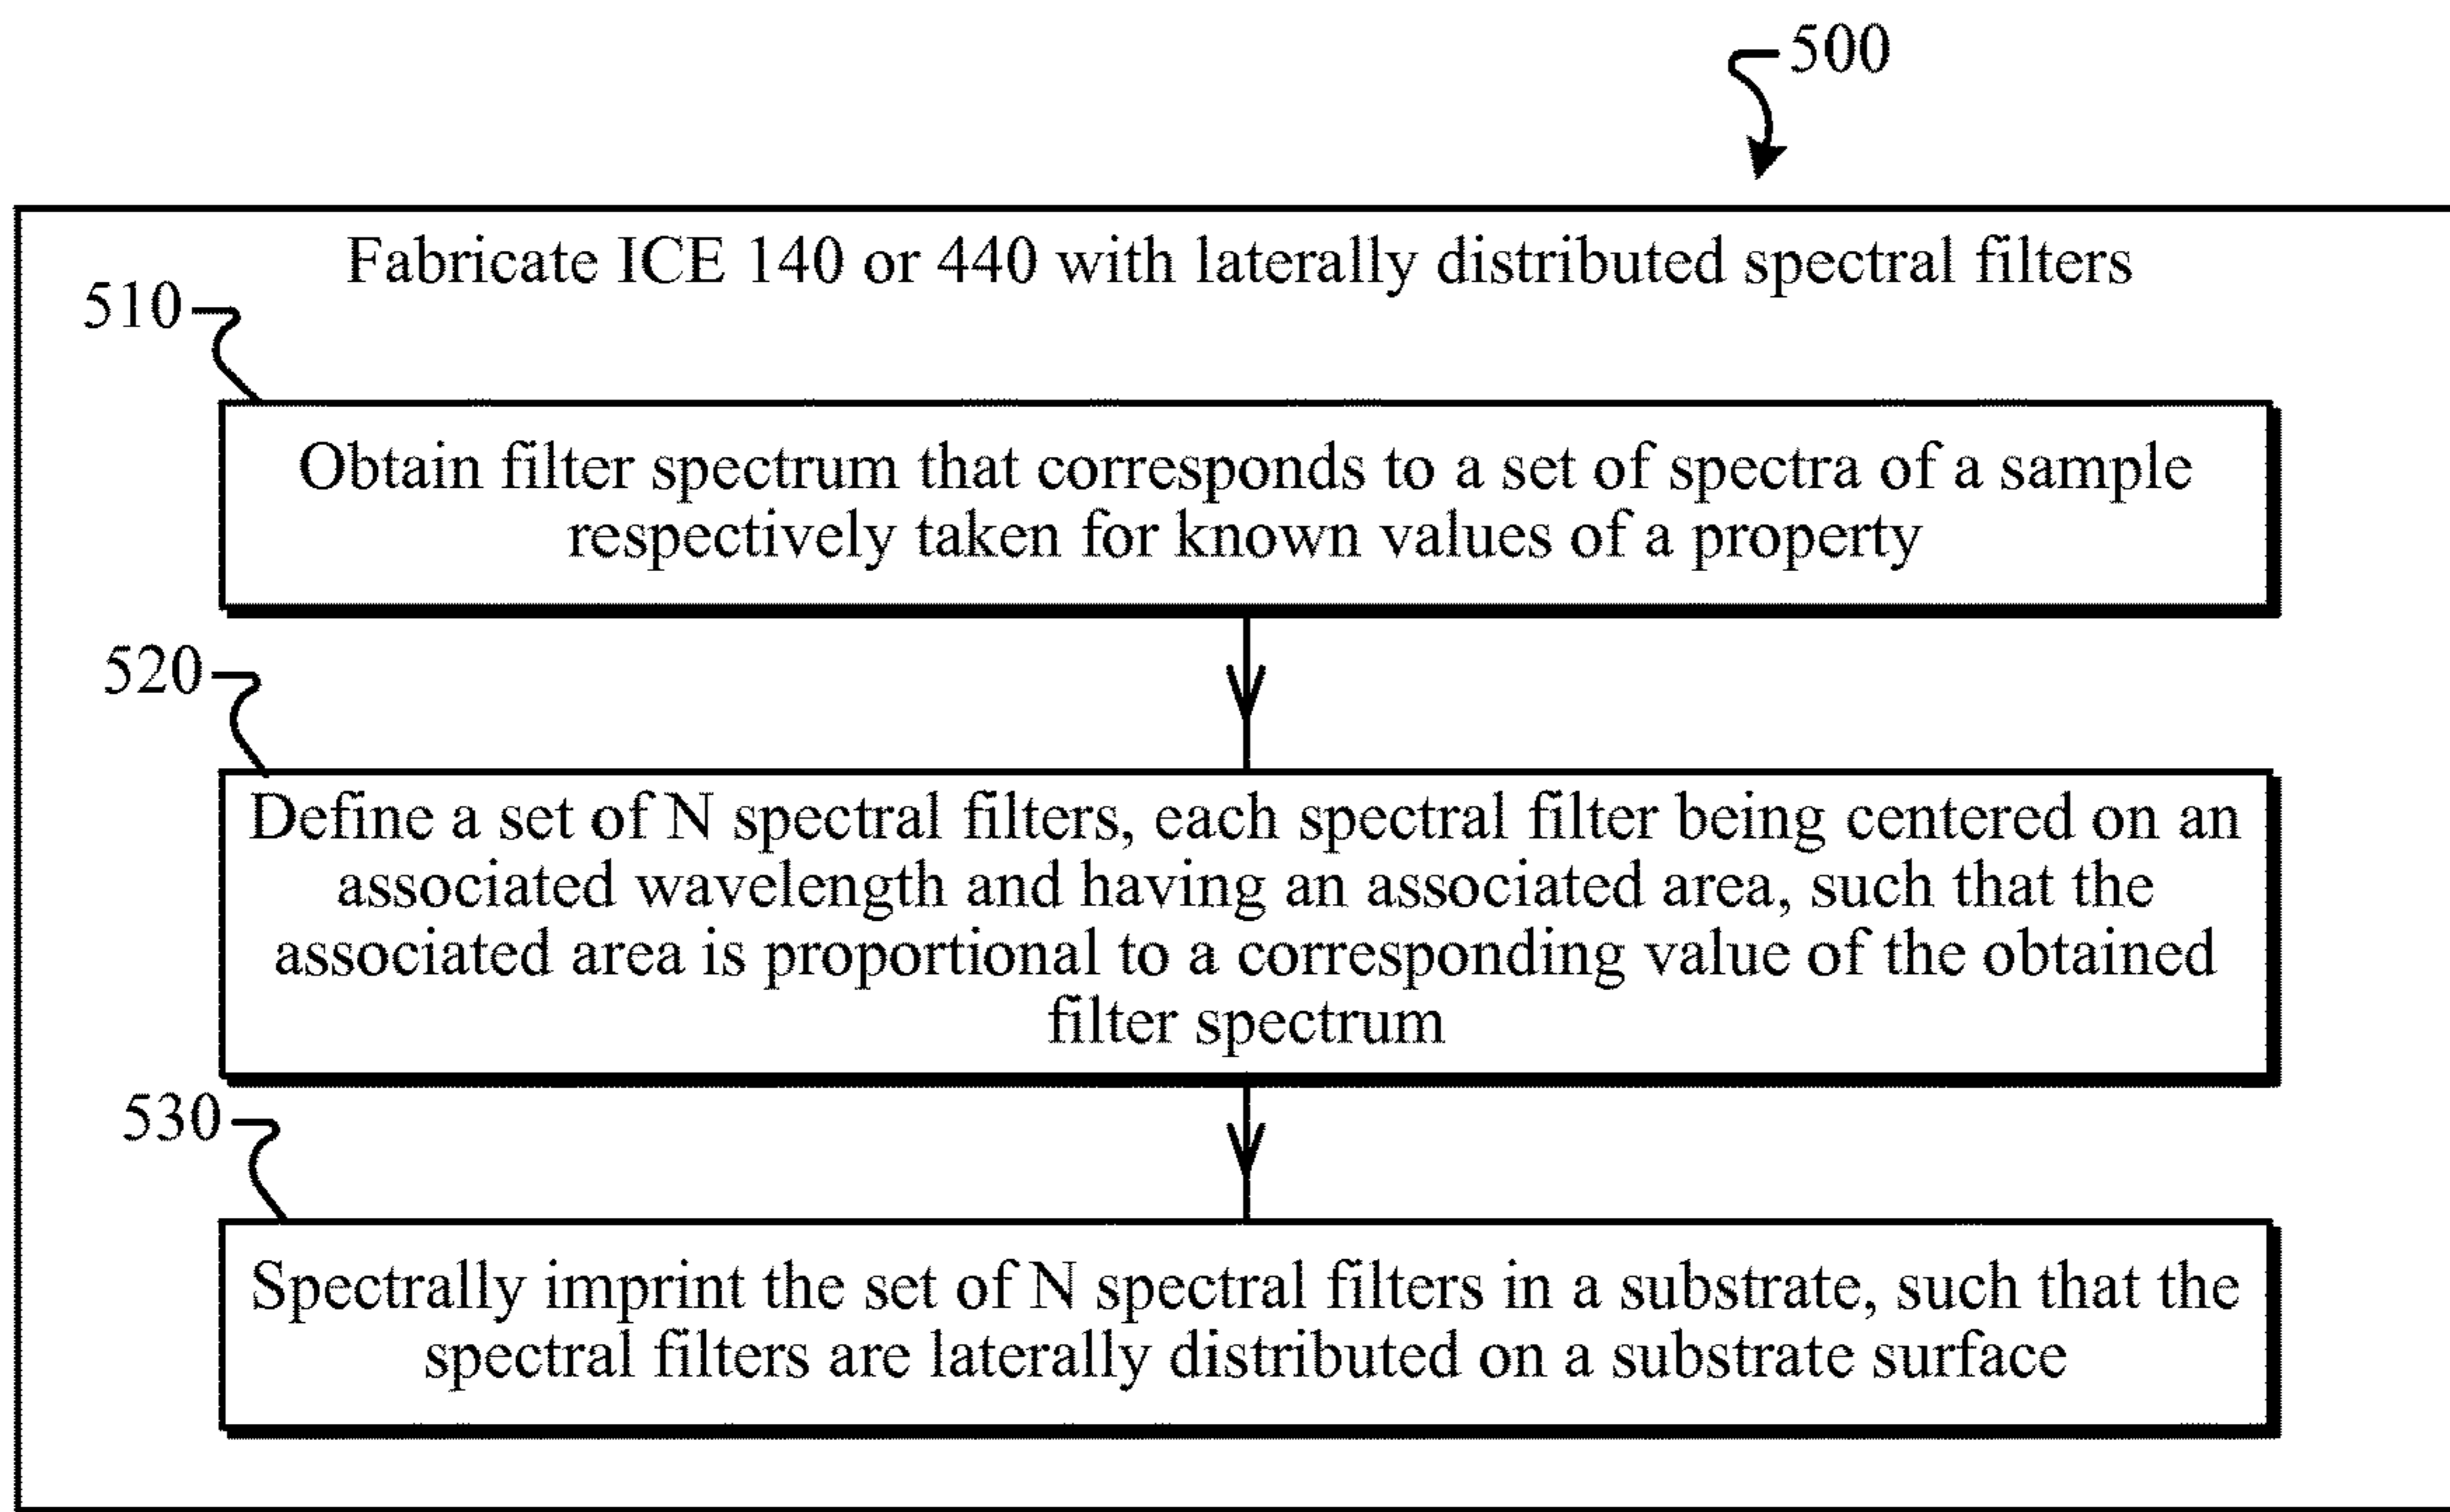 500
Fabricate ICE 140 or 440 with laterally distributed spectral filters
510
Obtain filter spectrum that corresponds to a set of spectra of a sample
respectively taken for known values of a property
520
Define a set of N spectral filters, each spectral filter being centered on an
associated wavelength and having an associated area, such that the
associated area is proportional to a corresponding value of the obtained
filter spectrum
530
Spectrally imprint the set of N spectral filters in a substrate, such that the
spectral filters are laterally distributed on a substrate surface